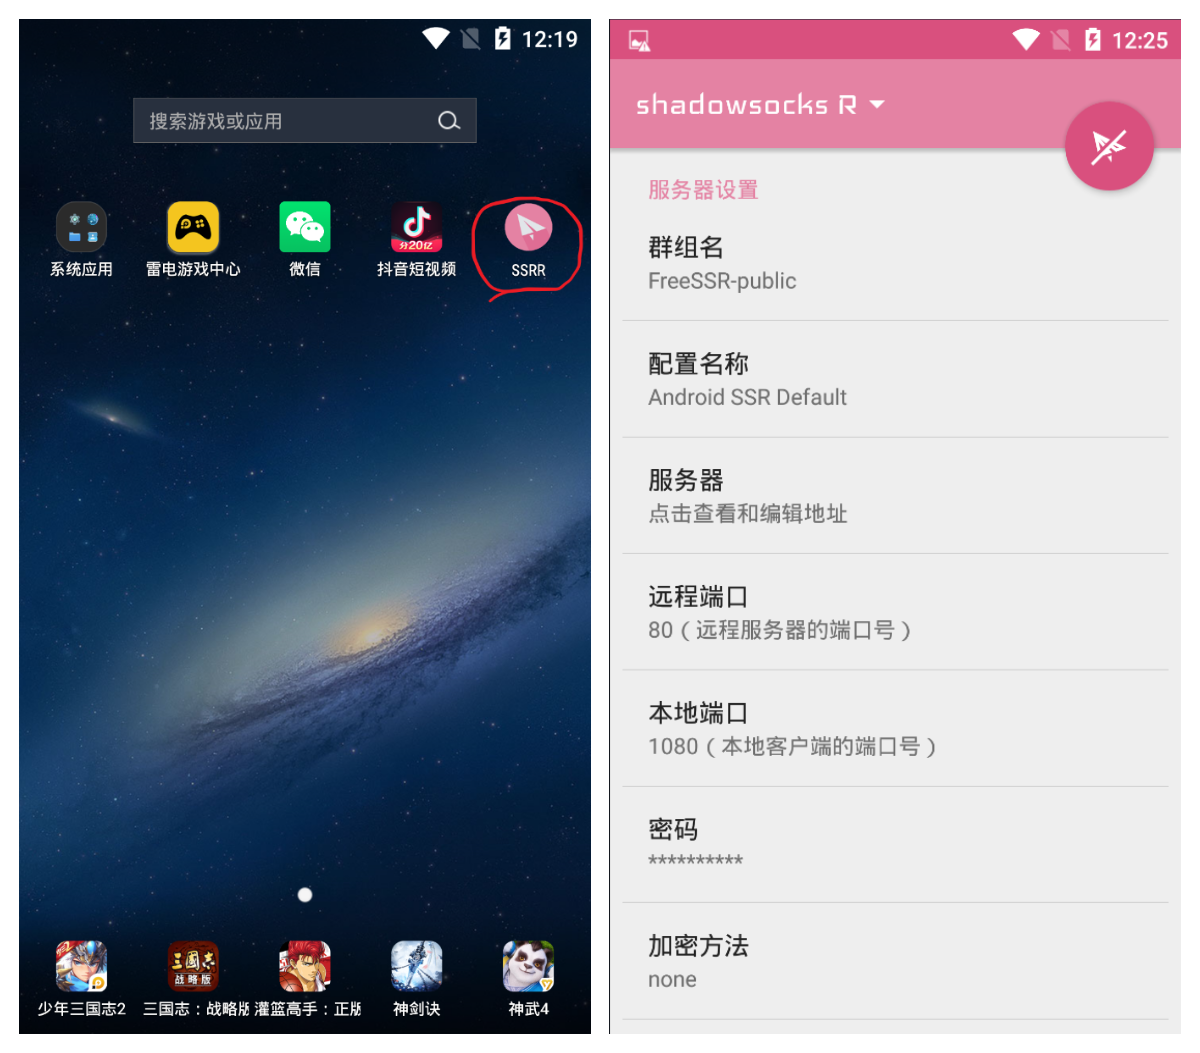 12:19
搜索游戏或应用
系统应用
雷电游戏中心
微信
分20亿
抖音短视频
SSRR
三國志
战略版
少年三国志2
三国志：战略版
灌篮高手：正版
神剑诀
神武4
12:25
shadowsocks R
服务器设置
群组名
FreeSSR-public
配置名称
Android SSR Default
服务器
点击查看和编辑地址
远程端口
80（远程服务器的端口号）
本地端口
1080（本地客户端的端口号）
密码
**********
加密方法
none